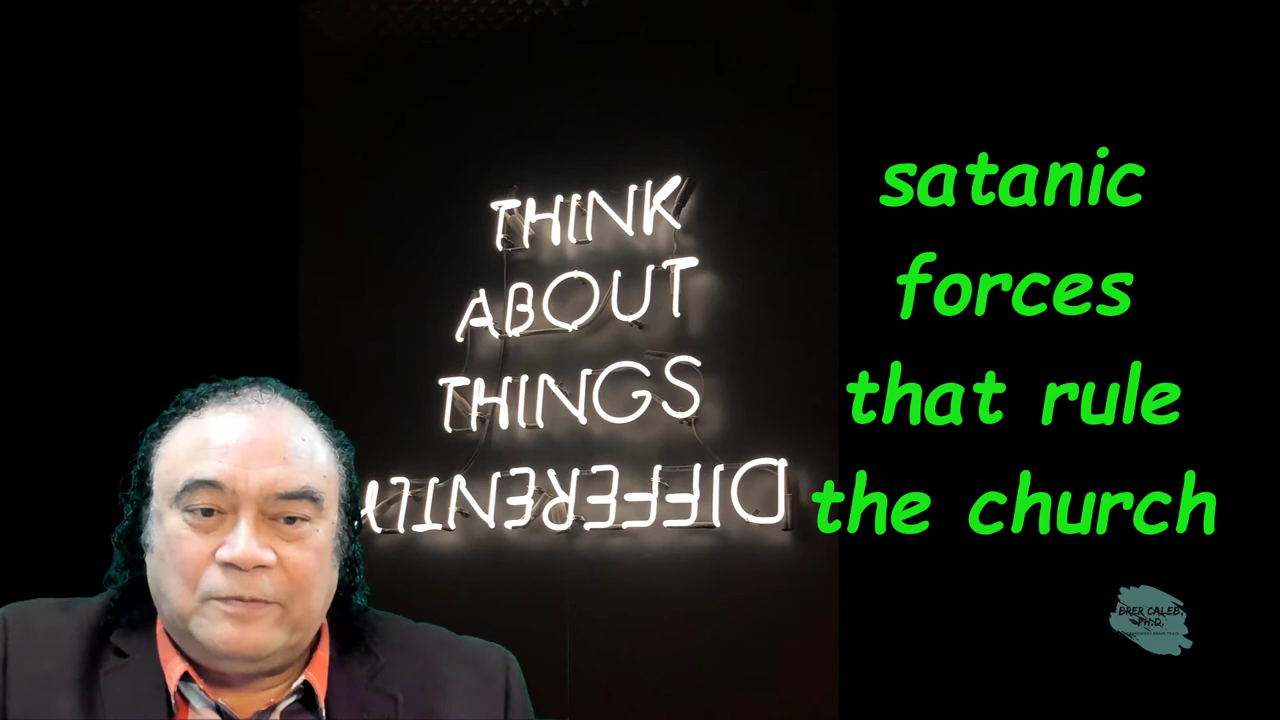 THINK
ABOUT
THINGS
DIFFERENTLY
satanic
forces
that rule
the church
BRER CALEB,
PH.D.